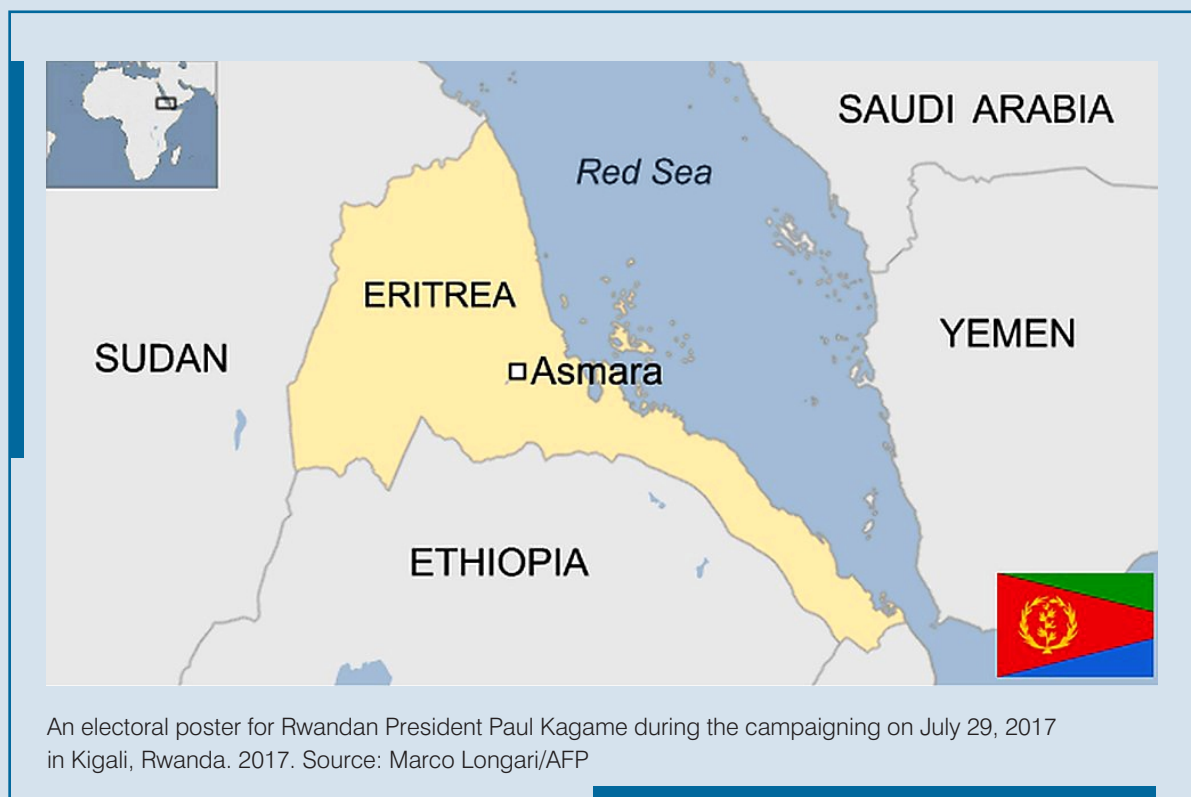 SAUDI ARABIA
Red Sea
ERITREA
YEMEN
SUDAN
Asmara
ETHIOPIA
An electoral poster for Rwandan President Paul Kagame during the campaigning on July 29, 2017
in Kigali, Rwanda. 2017. Source: Marco Longari/AFP